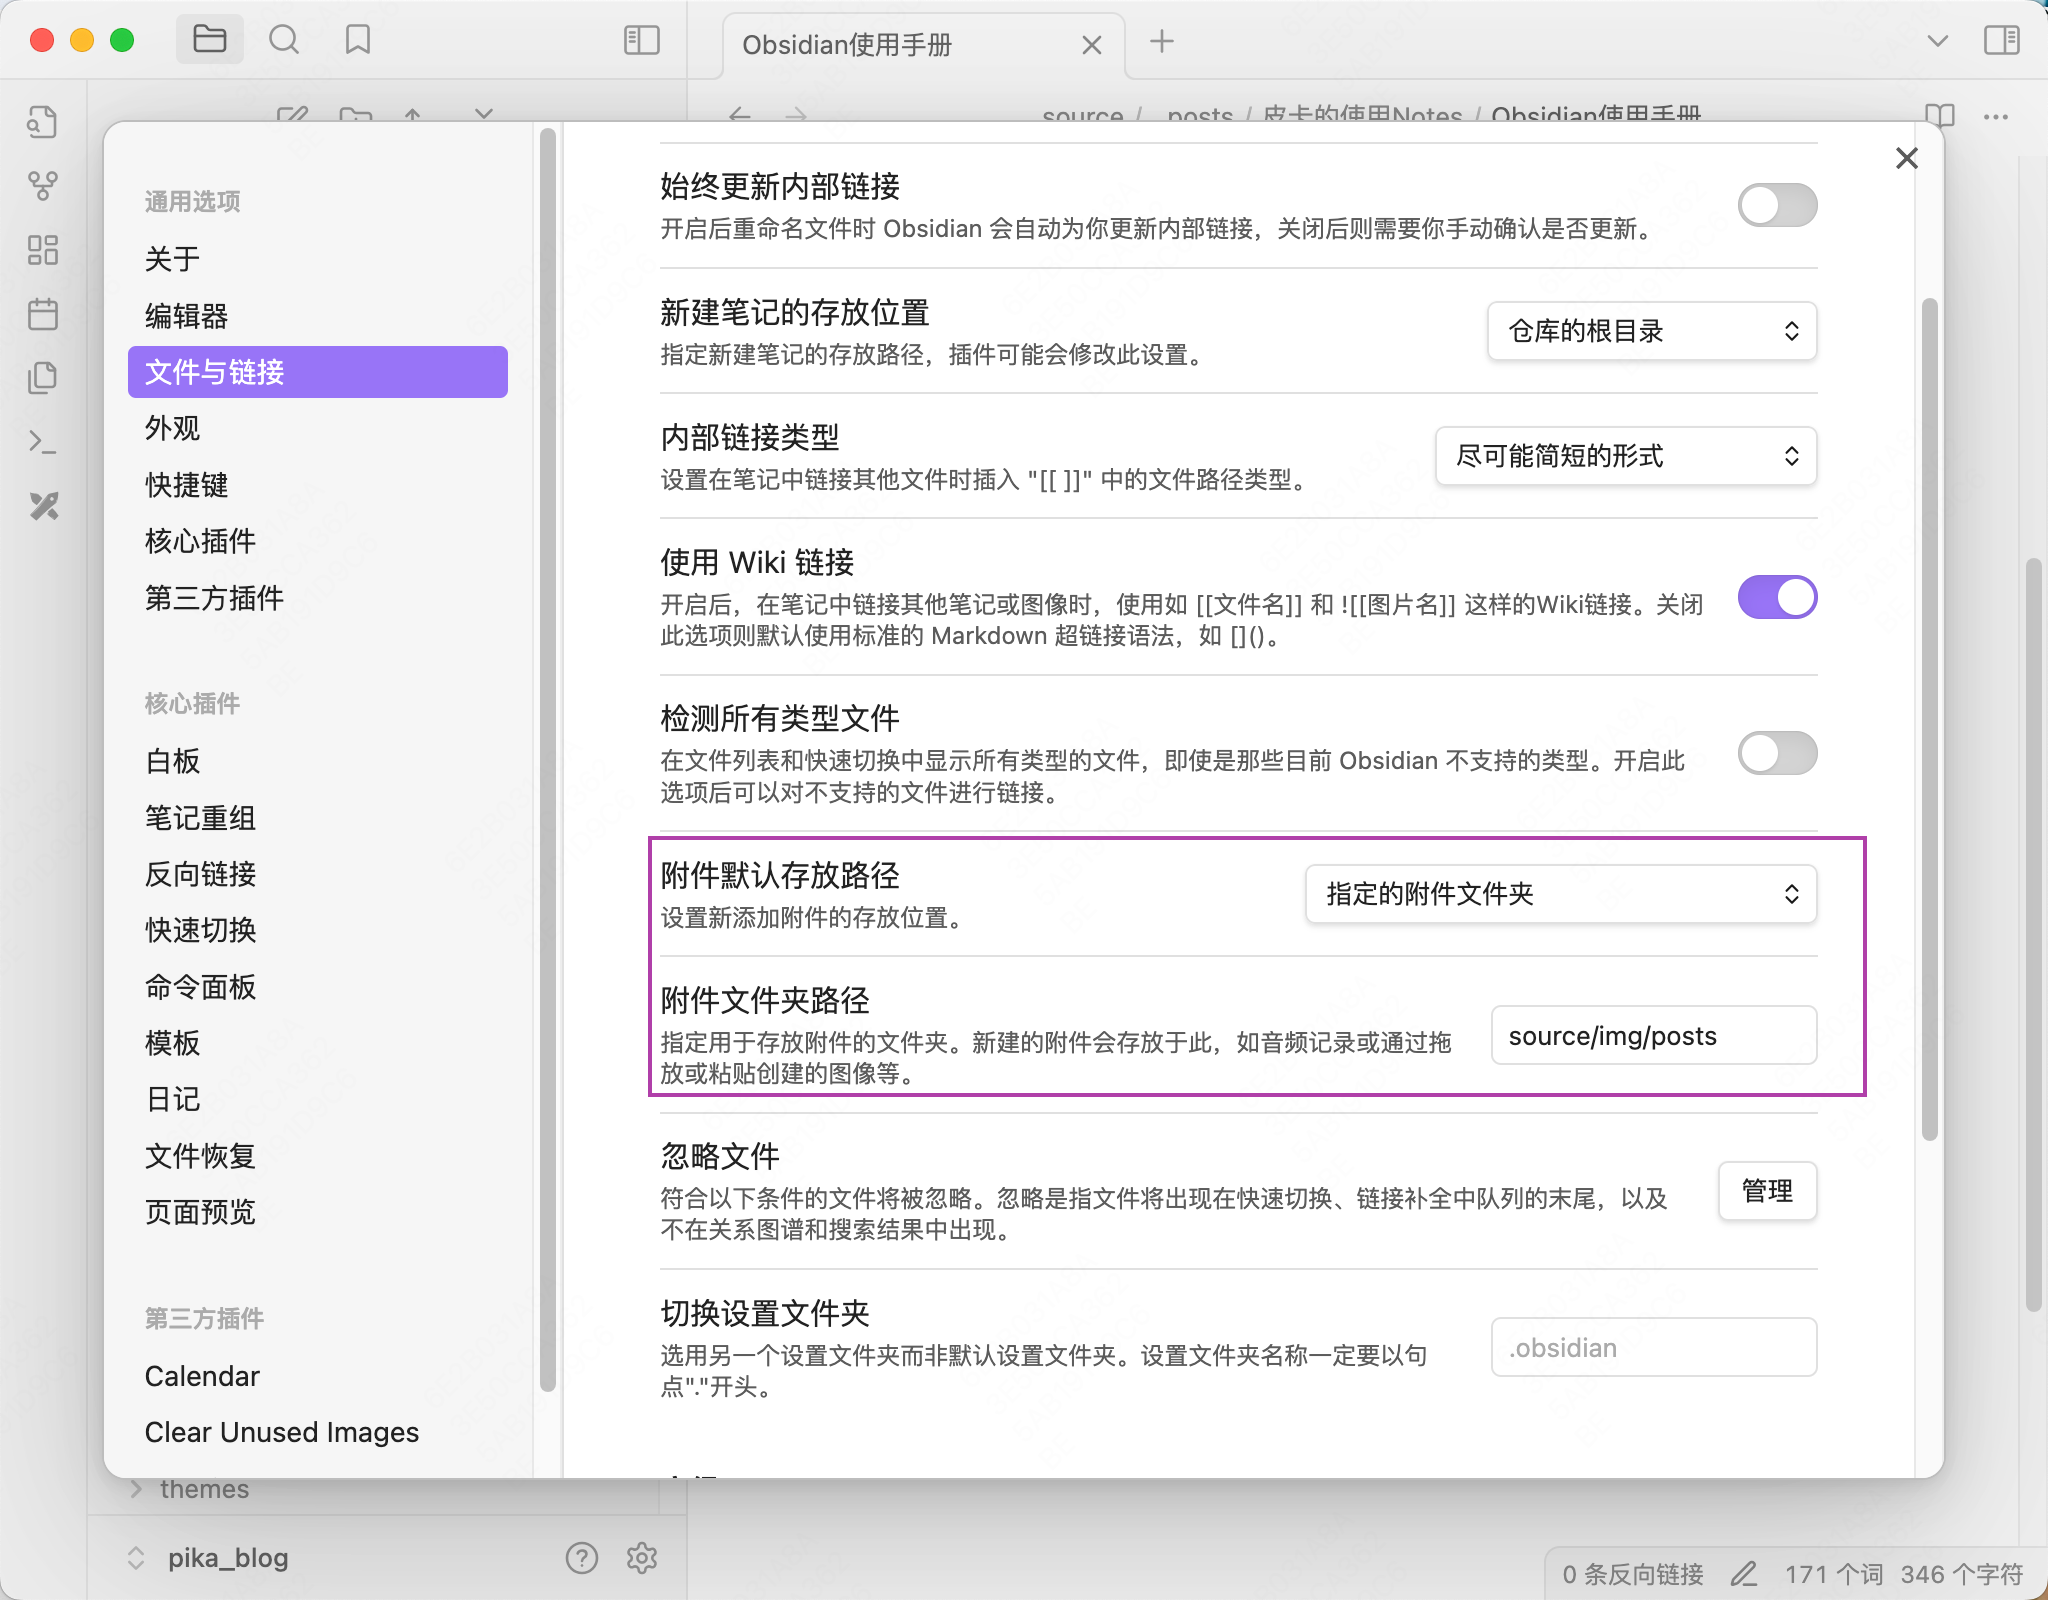 Obsidian使用手册
source / _posts / 皮卡的使用Notes / Obsidian使用手册
通用选项
关于
编辑器
文件与链接
外观
快捷键
核心插件
第三方插件
核心插件
白板
笔记重组
反向链接
快速切换
命令面板
模板
日记
文件恢复
页面预览
第三方插件
Calendar
Clear Unused Images
始终更新内部链接
开启后重命名文件时 Obsidian 会自动为你更新内部链接，关闭后则需要你手动确认是否更新。
新建笔记的存放位置
指定新建笔记的存放路径，插件可能会修改此设置。
仓库的根目录
内部链接类型
设置在笔记中链接其他文件时插入 "[[ ]]" 中的文件路径类型。
尽可能简短的形式
使用 Wiki 链接
开启后，在笔记中链接其他笔记或图像时，使用如 [[文件名]] 和 ![[图片名]] 这样的Wiki链接。关闭
此选项则默认使用标准的 Markdown 超链接语法，如 []()。
检测所有类型文件
在文件列表和快速切换中显示所有类型的文件，即使是那些目前 Obsidian 不支持的类型。开启此
选项后可以对不支持的文件进行链接。
附件默认存放路径
设置新添加附件的存放位置。
指定的附件文件夹
附件文件夹路径
指定用于存放附件的文件夹。新建的附件会存放于此，如音频记录或通过拖
放或粘贴创建的图像等。
source/img/posts
忽略文件
符合以下条件的文件将被忽略。忽略是指文件将出现在快速切换、链接补全中队列的末尾，以及
不在关系图谱和搜索结果中出现。
管理
切换设置文件夹
选用另一个设置文件夹而非默认设置文件夹。设置文件夹名称一定要以句
点"."开头。
.obsidian
themes
pika_blog
0 条反向链接
171 个词
346 个字符